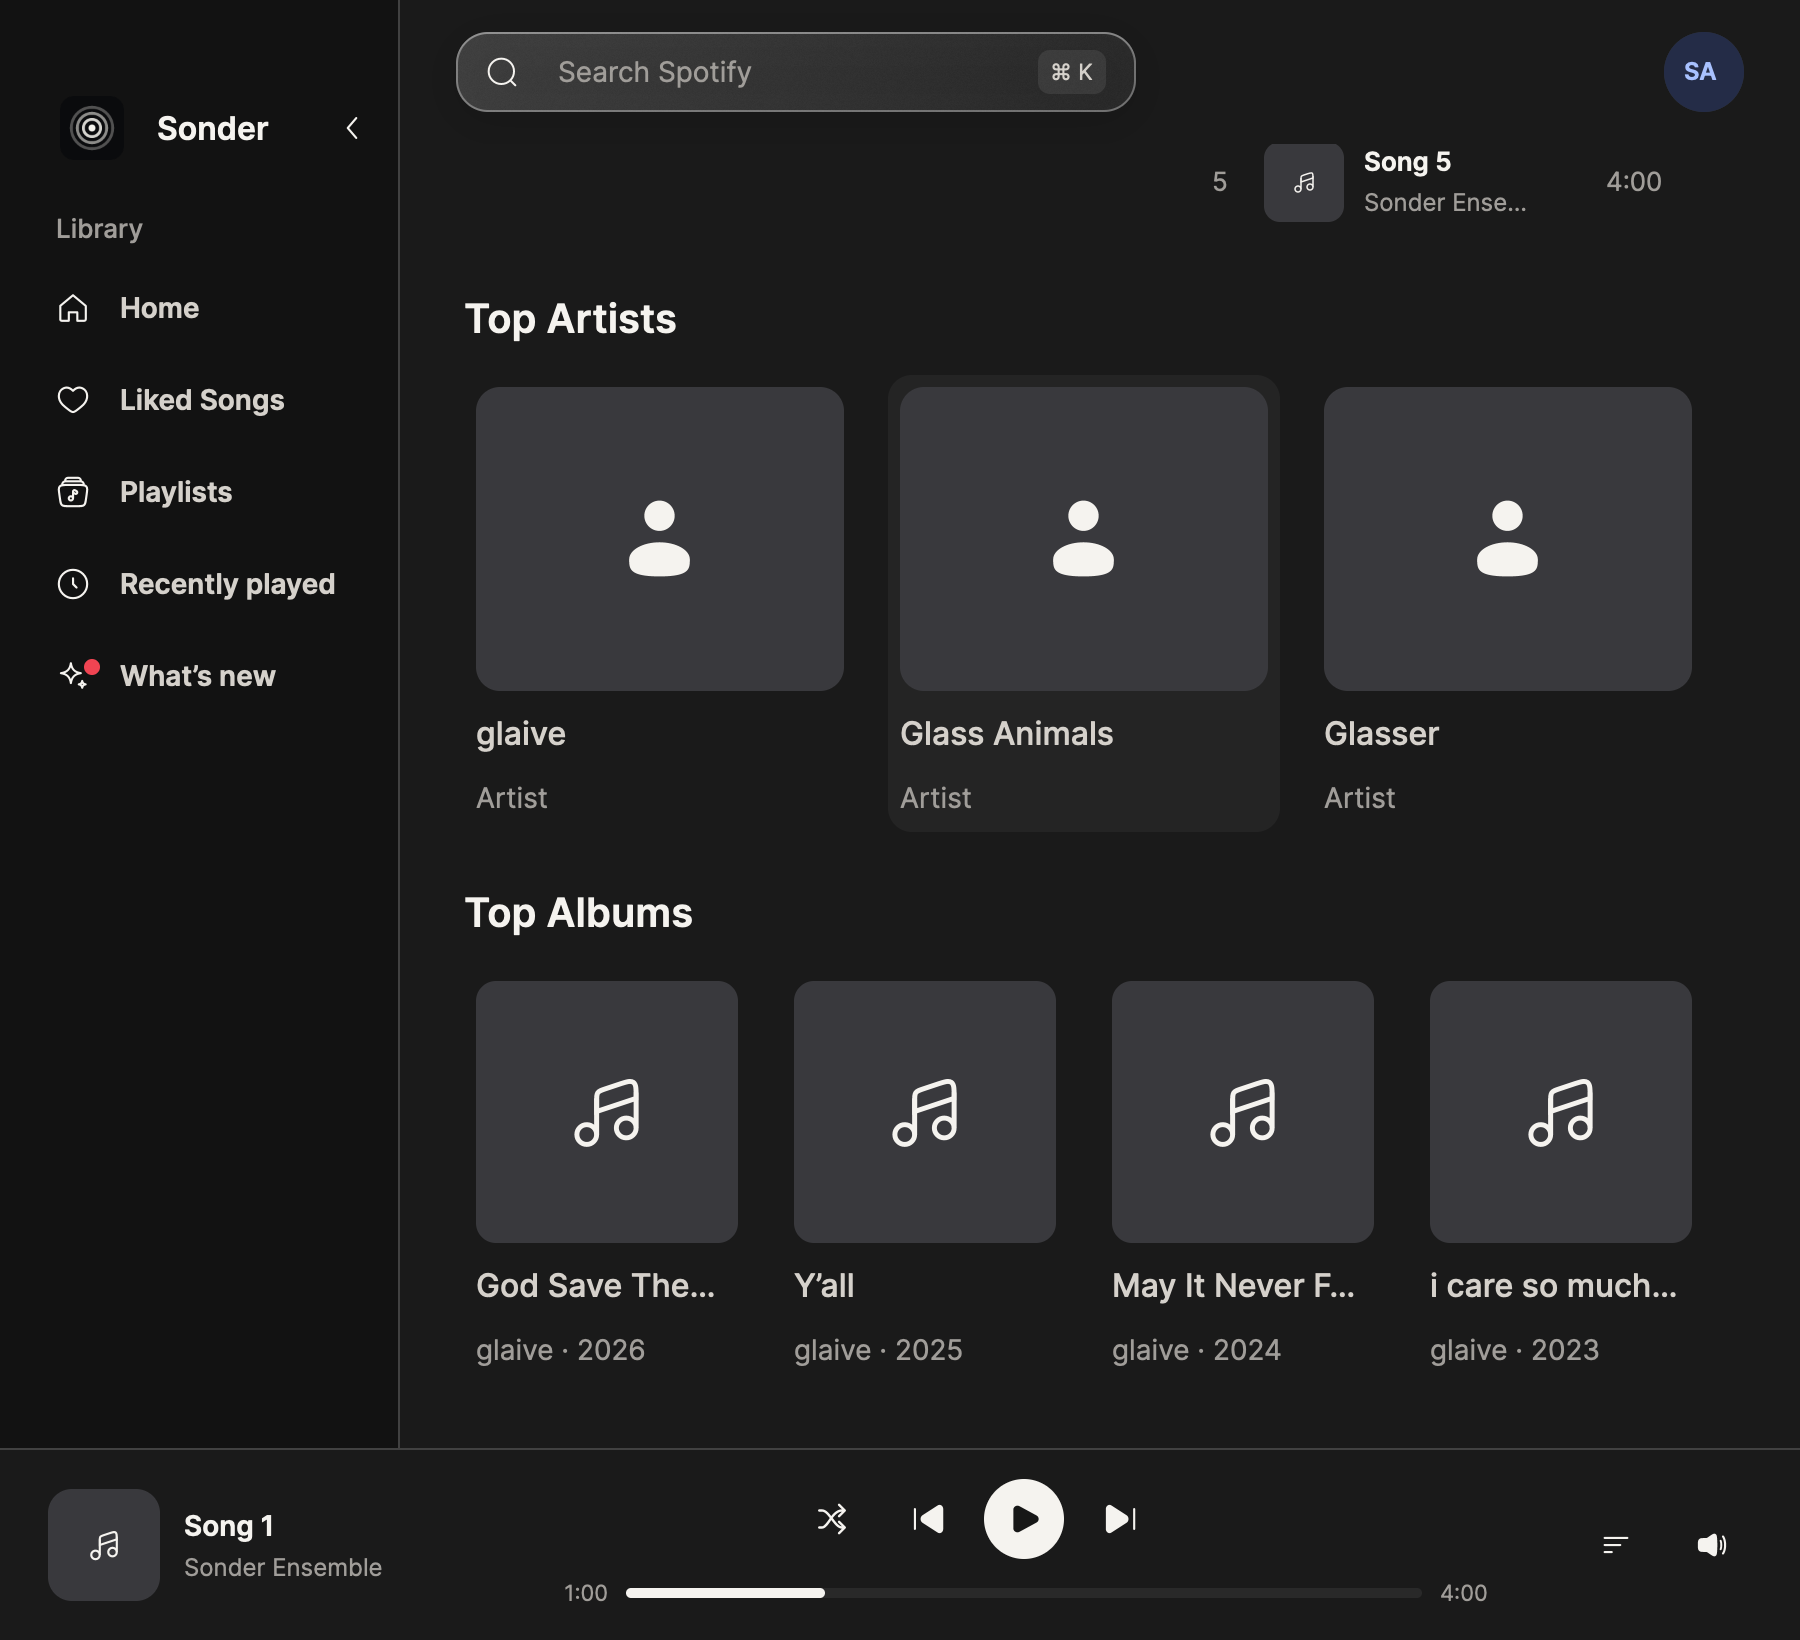 Sonder
Library
Home
Liked Songs
Playlists
Recently played
What’s new
Search Spotify
⌘ K
SA
5
Song 5
Sonder Ense...
4:00
Top Artists
glaive
Artist
Glass Animals
Artist
Glasser
Artist
Top Albums
God Save The...
glaive · 2026
Y’all
glaive · 2025
May It Never F...
glaive · 2024
i care so much...
glaive · 2023
Song 1
Sonder Ensemble
1:00
4:00